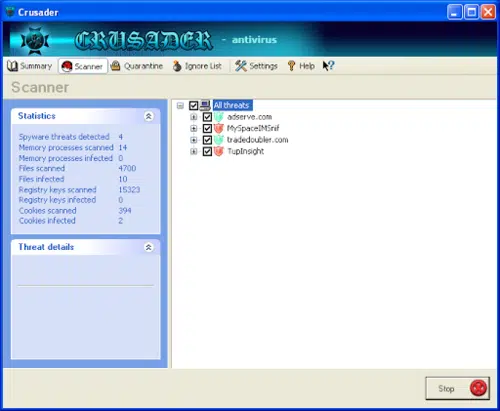 Crusader
CRUSADER - antivirus
Summary Scanner Quarantine Ignore List Settings Help
Scanner
Statistics
Spyware threats detected 4
Memory processes scanned 14
Memory processes infected 0
Files scanned 4700
Files infected 10
Registry keys scanned 15323
Registry keys infected 0
Cookies scanned 394
Cookies infected 2
Threat details
All threats
adserve.com
MySpaceIMSnif
tradedoubler.com
TupInsight
Stop